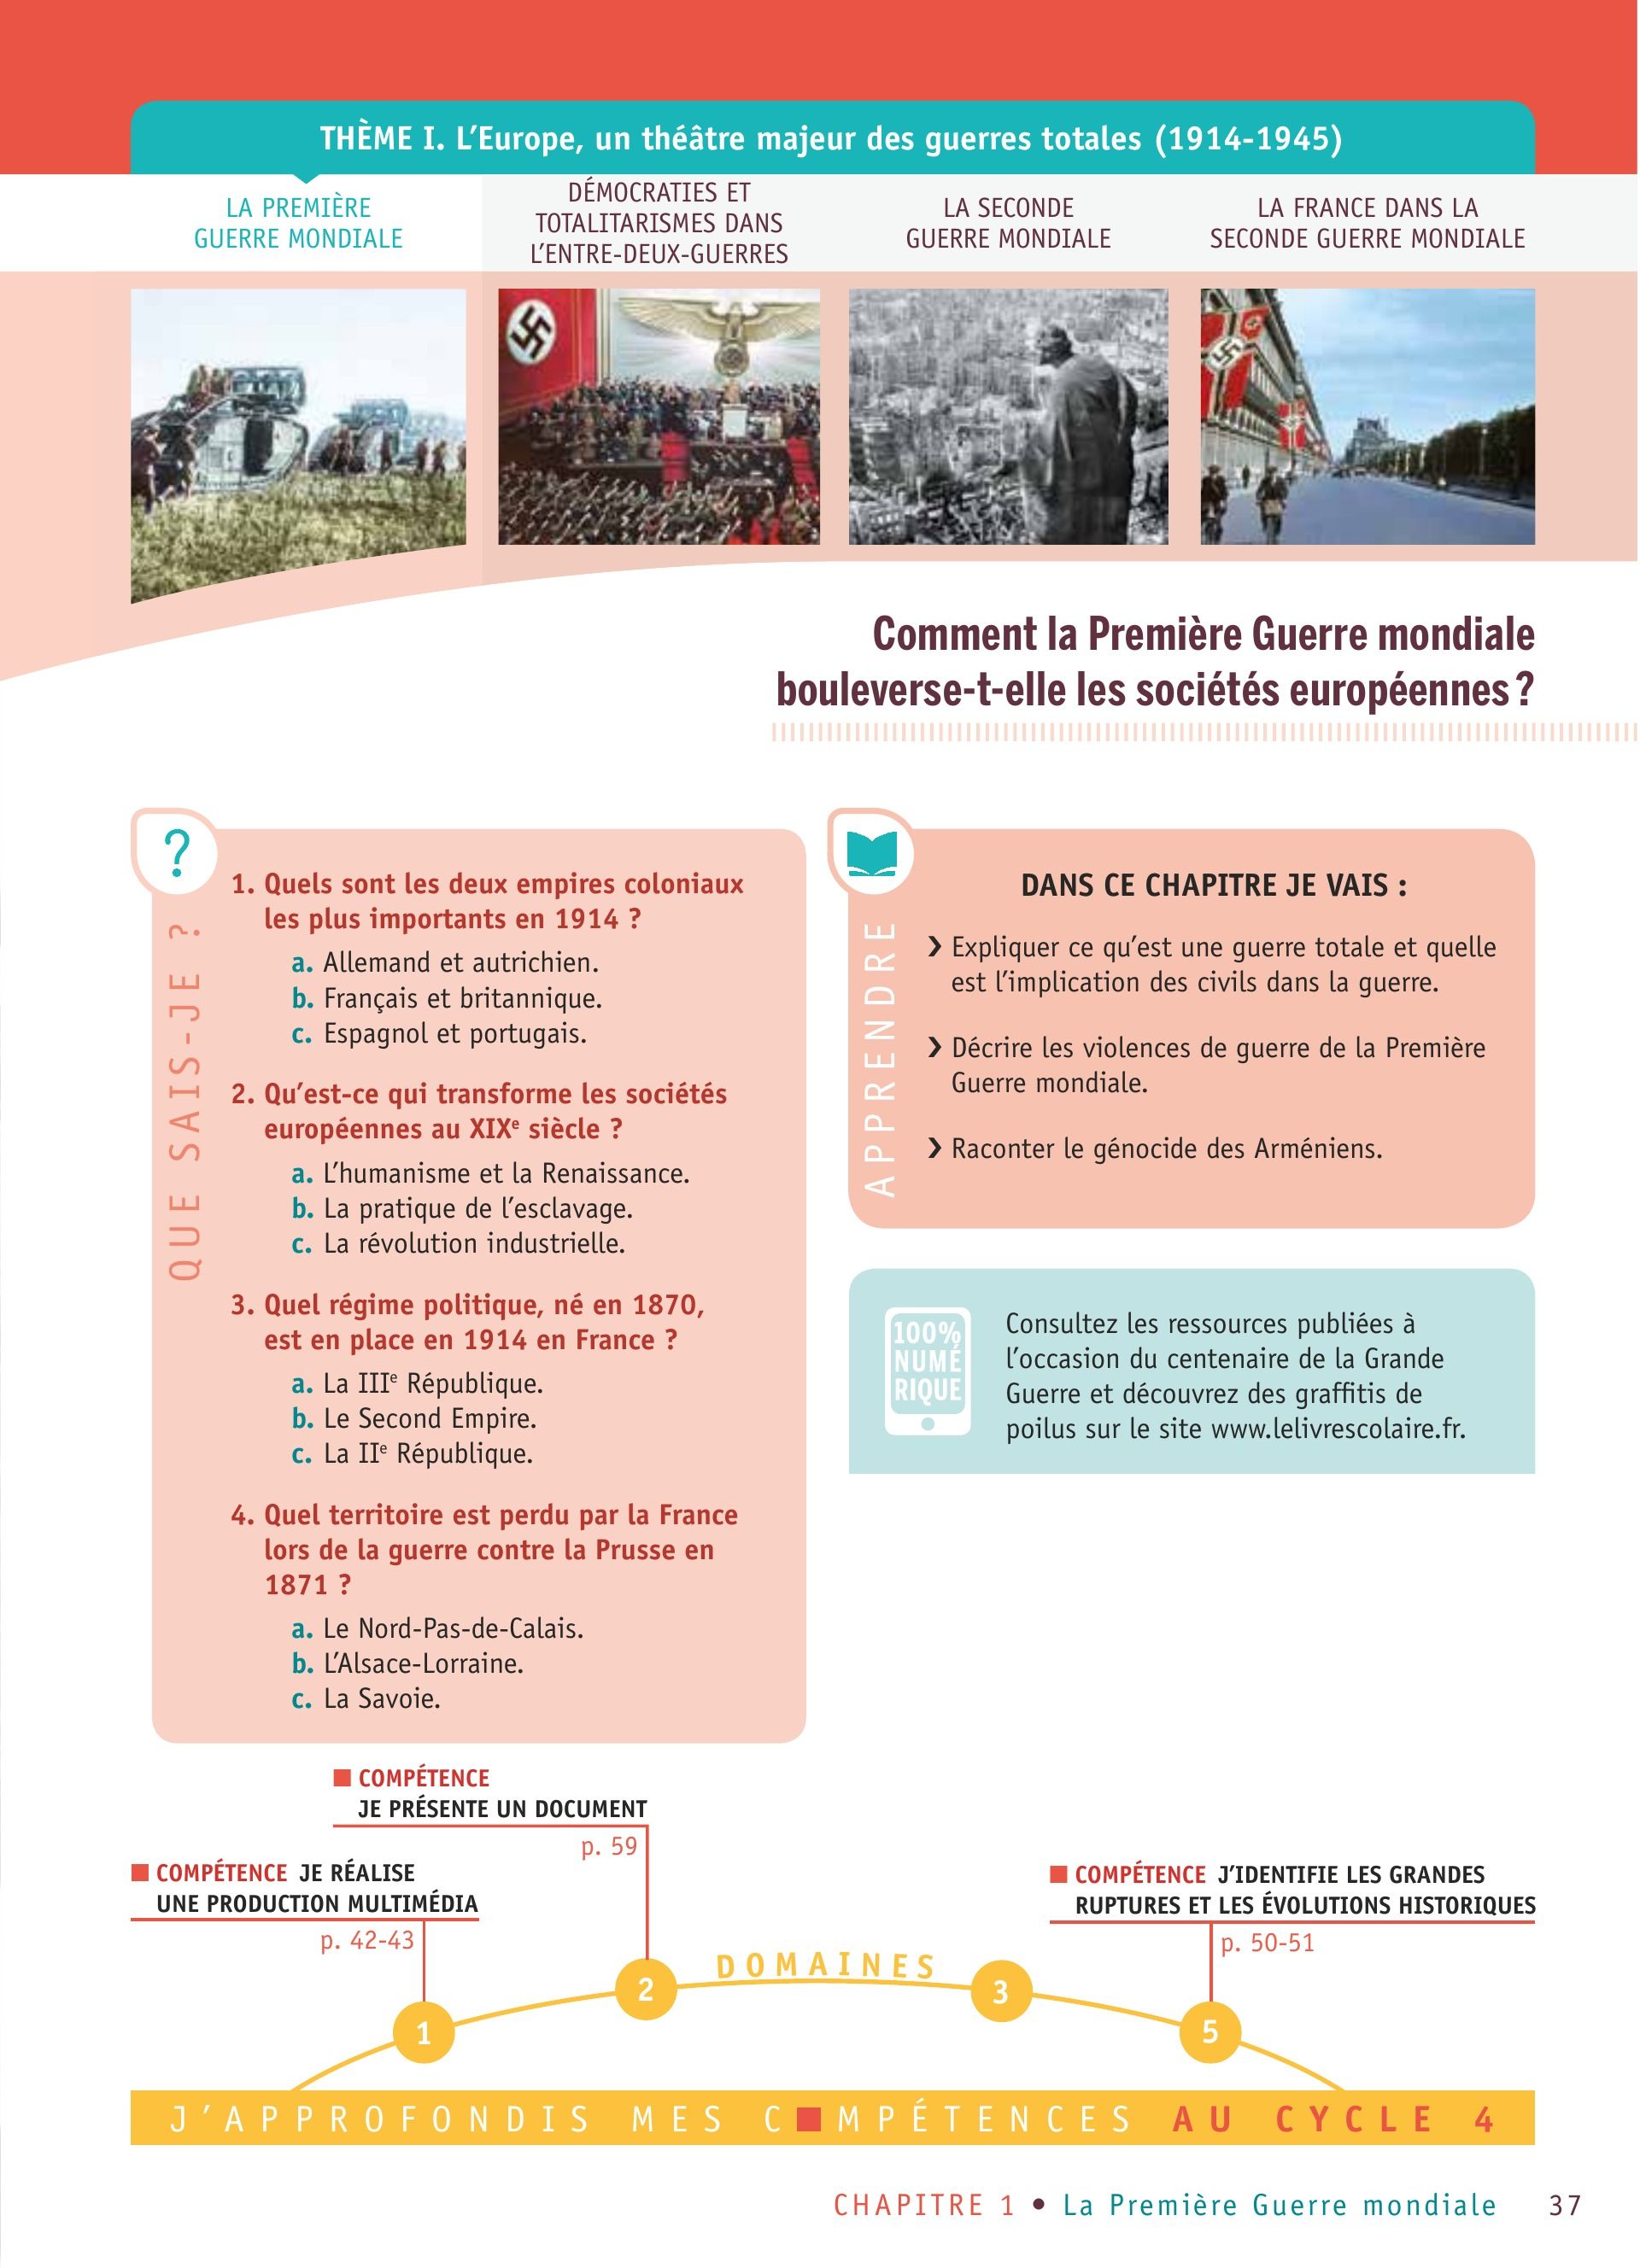 THÈME I. L'Europe, un théâtre majeur des guerres totales (1914-1945)
LA PREMIÈRE
GUERRE MONDIALE
DÉMOCRATIES ET
TOTALITARISMES DANS
L'ENTRE-DEUX-GUERRES
LA SECONDE
GUERRE MONDIALE
LA FRANCE DANS LA
SECONDE GUERRE MONDIALE
Comment la Première Guerre mondiale
bouleverse-t-elle les sociétés européennes ?
?
QUE SAIS-JE ?
1. Quels sont les deux empires coloniaux
les plus importants en 1914 ?
a. Allemand et autrichien.
b. Français et britannique.
c. Espagnol et portugais.
2. Qu'est-ce qui transforme les sociétés
européennes au XIXe siècle ?
a. L'humanisme et la Renaissance.
b. La pratique de l'esclavage.
c. La révolution industrielle.
3. Quel régime politique, né en 1870,
est en place en 1914 en France ?
a. La IIIe République.
b. Le Second Empire.
c. La IIe République.
4. Quel territoire est perdu par la France
lors de la guerre contre la Prusse en
1871 ?
a. Le Nord-Pas-de-Calais.
b. L'Alsace-Lorraine.
c. La Savoie.
APPRENDRE
DANS CE CHAPITRE JE VAIS :
❯ Expliquer ce qu'est une guerre totale et quelle
est l'implication des civils dans la guerre.
❯ Décrire les violences de guerre de la Première
Guerre mondiale.
❯ Raconter le génocide des Arméniens.
100%
NUMÉ
RIQUE
Consultez les ressources publiées à
l'occasion du centenaire de la Grande
Guerre et découvrez des graffitis de
poilus sur le site www.lelivrescolaire.fr.
COMPÉTENCE
JE PRÉSENTE UN DOCUMENT
p. 59
COMPÉTENCE JE RÉALISE
UNE PRODUCTION MULTIMÉDIA
p. 42-43
COMPÉTENCE J'IDENTIFIE LES GRANDES
RUPTURES ET LES ÉVOLUTIONS HISTORIQUES
p. 50-51
DOMAINES
1
2
3
5
J'APPROFONDIS MES C■MPÉTENCES AU CYCLE 4
CHAPITRE 1 • La Première Guerre mondiale 37